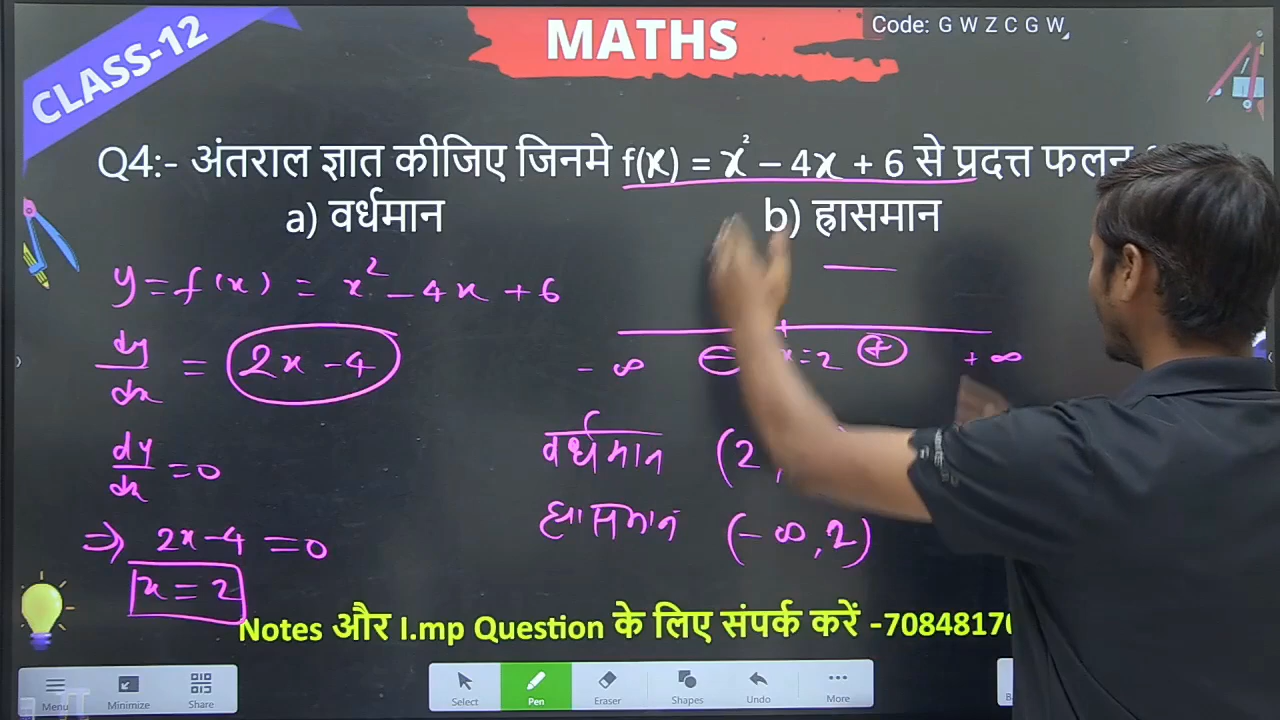 CLASS-12
MATHS
Code: G W Z C G W
Q4:- अंतराल ज्ञात कीजिए जिनमे f(x) = x² – 4x + 6 से प्रदत्त फलन
a) वर्धमान b) ह्रासमान
y = f(x) = x² - 4x + 6
dy/dx = 2x - 4
- ∞ - x=2 + + ∞
dy/dx = 0
वर्धमान (2,
⇒ 2x-4 = 0
ह्रासमान (- ∞, 2)
x = 2
Notes और I.mp Question के लिए संपर्क करें -7084817
Menu Minimize Share Select Pen Eraser Shapes Undo More